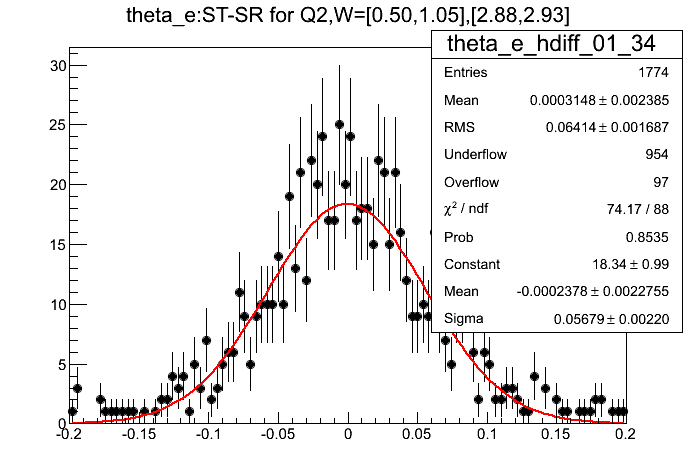 theta_e:ST-SR for Q2,W=[0.50,1.05],[2.88,2.93]
theta_e_hdiff_01_34
Entries 1774
Mean 0.0003148 ± 0.002385
RMS 0.06414 ± 0.001687
Underflow 954
Overflow 97
χ² / ndf 74.17 / 88
Prob 0.8535
Constant 18.34 ± 0.99
Mean -0.0002378 ± 0.0022755
Sigma 0.05679 ± 0.00220
30
25
20
15
10
5
0
-0.2 -0.15 -0.1 -0.05 0 0.05 0.1 0.15 0.2